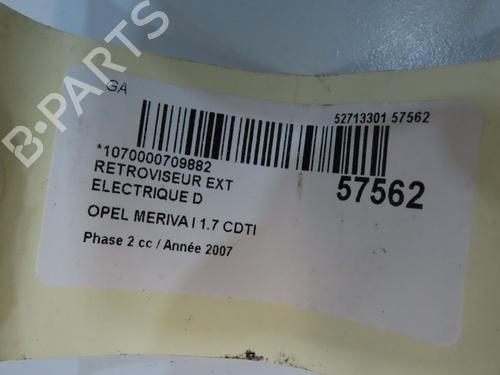 GA
52713301 57562
*1070000709882
57562
RETROVISEUR EXT
ELECTRIQUE D
OPEL MERIVA I 1.7 CDTI
Phase 2 cc / Année 2007
B-PARTS